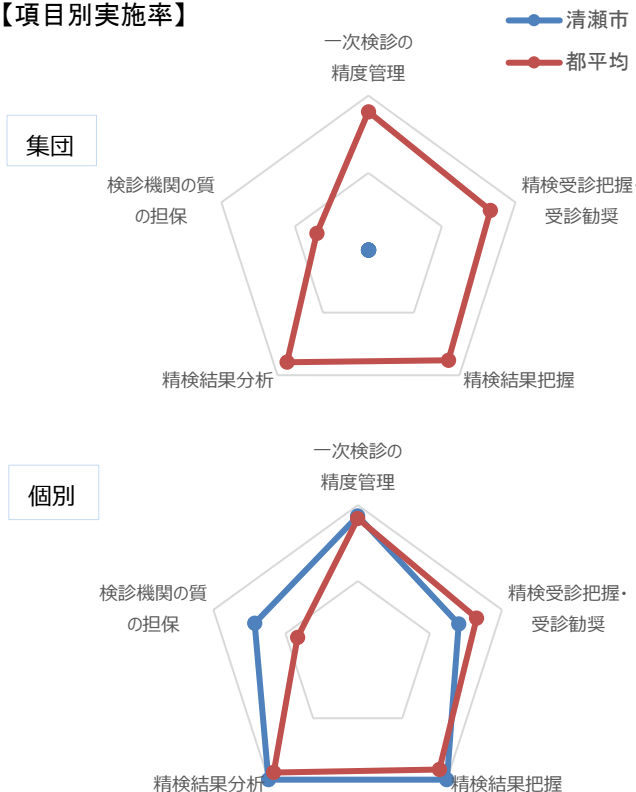 【項目別実施率】
清瀬市
都平均
集団
一次検診の
精度管理
検診機関の質
の担保
精検受診把握・
受診勧奨
精検結果分析
精検結果把握
個別
一次検診の
精度管理
検診機関の質
の担保
精検受診把握・
受診勧奨
精検結果分析
精検結果把握